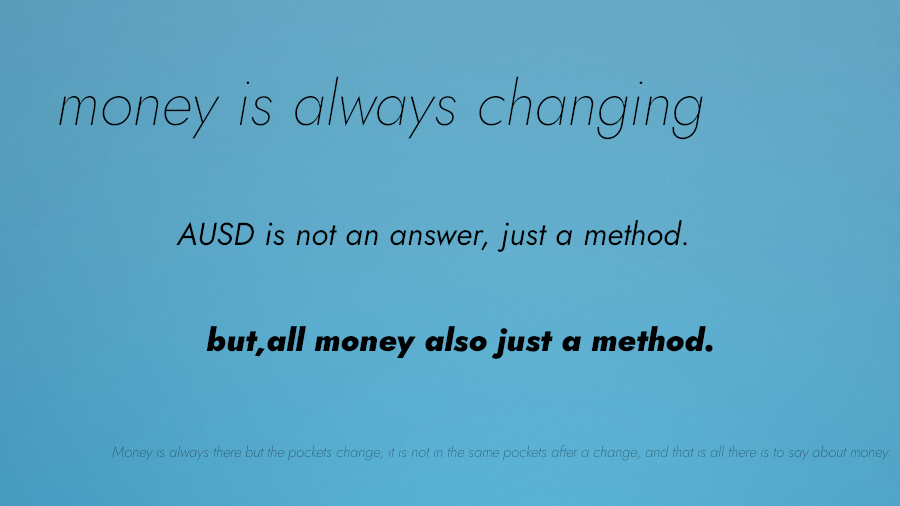 money is always changing
AUSD is not an answer, just a method.
but,all money also just a method.
Money is always there but the pockets change, it is not in the same pockets after a change, and that is all there is to say about money.